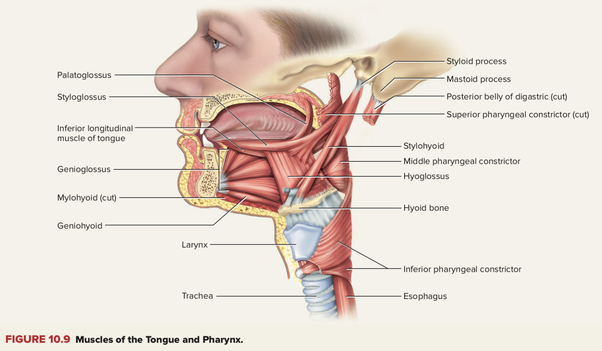 Palatoglossus
Styloglossus
Inferior longitudinal
muscle of tongue
Genioglossus
Mylohyoid (cut)
Geniohyoid
Larynx
Trachea
Styloid process
Mastoid process
Posterior belly of digastric (cut)
Superior pharyngeal constrictor (cut)
Stylohyoid
Middle pharyngeal constrictor
Hyoglossus
Hyoid bone
Inferior pharyngeal constrictor
Esophagus
FIGURE 10.9 Muscles of the Tongue and Pharynx.